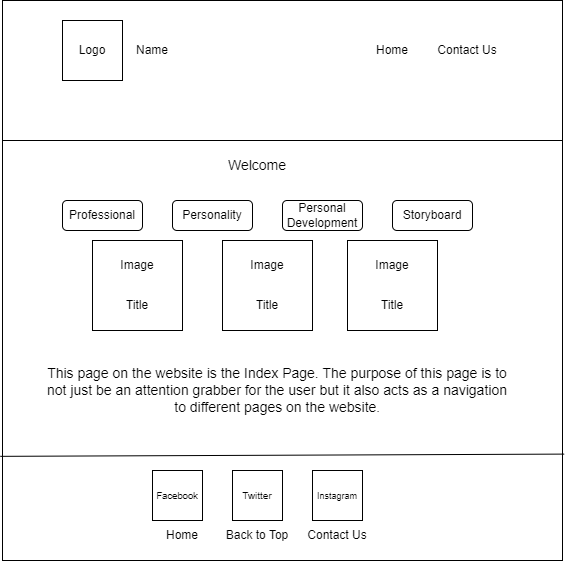 Logo
Name
Home
Contact Us
Welcome
Professional
Personality
Personal
Development
Storyboard
Image
Image
Image
Title
Title
Title
This page on the website is the Index Page. The purpose of this page is to
not just be an attention grabber for the user but it also acts as a navigation
to different pages on the website.
Facebook
Twitter
Instagram
Home
Back to Top
Contact Us